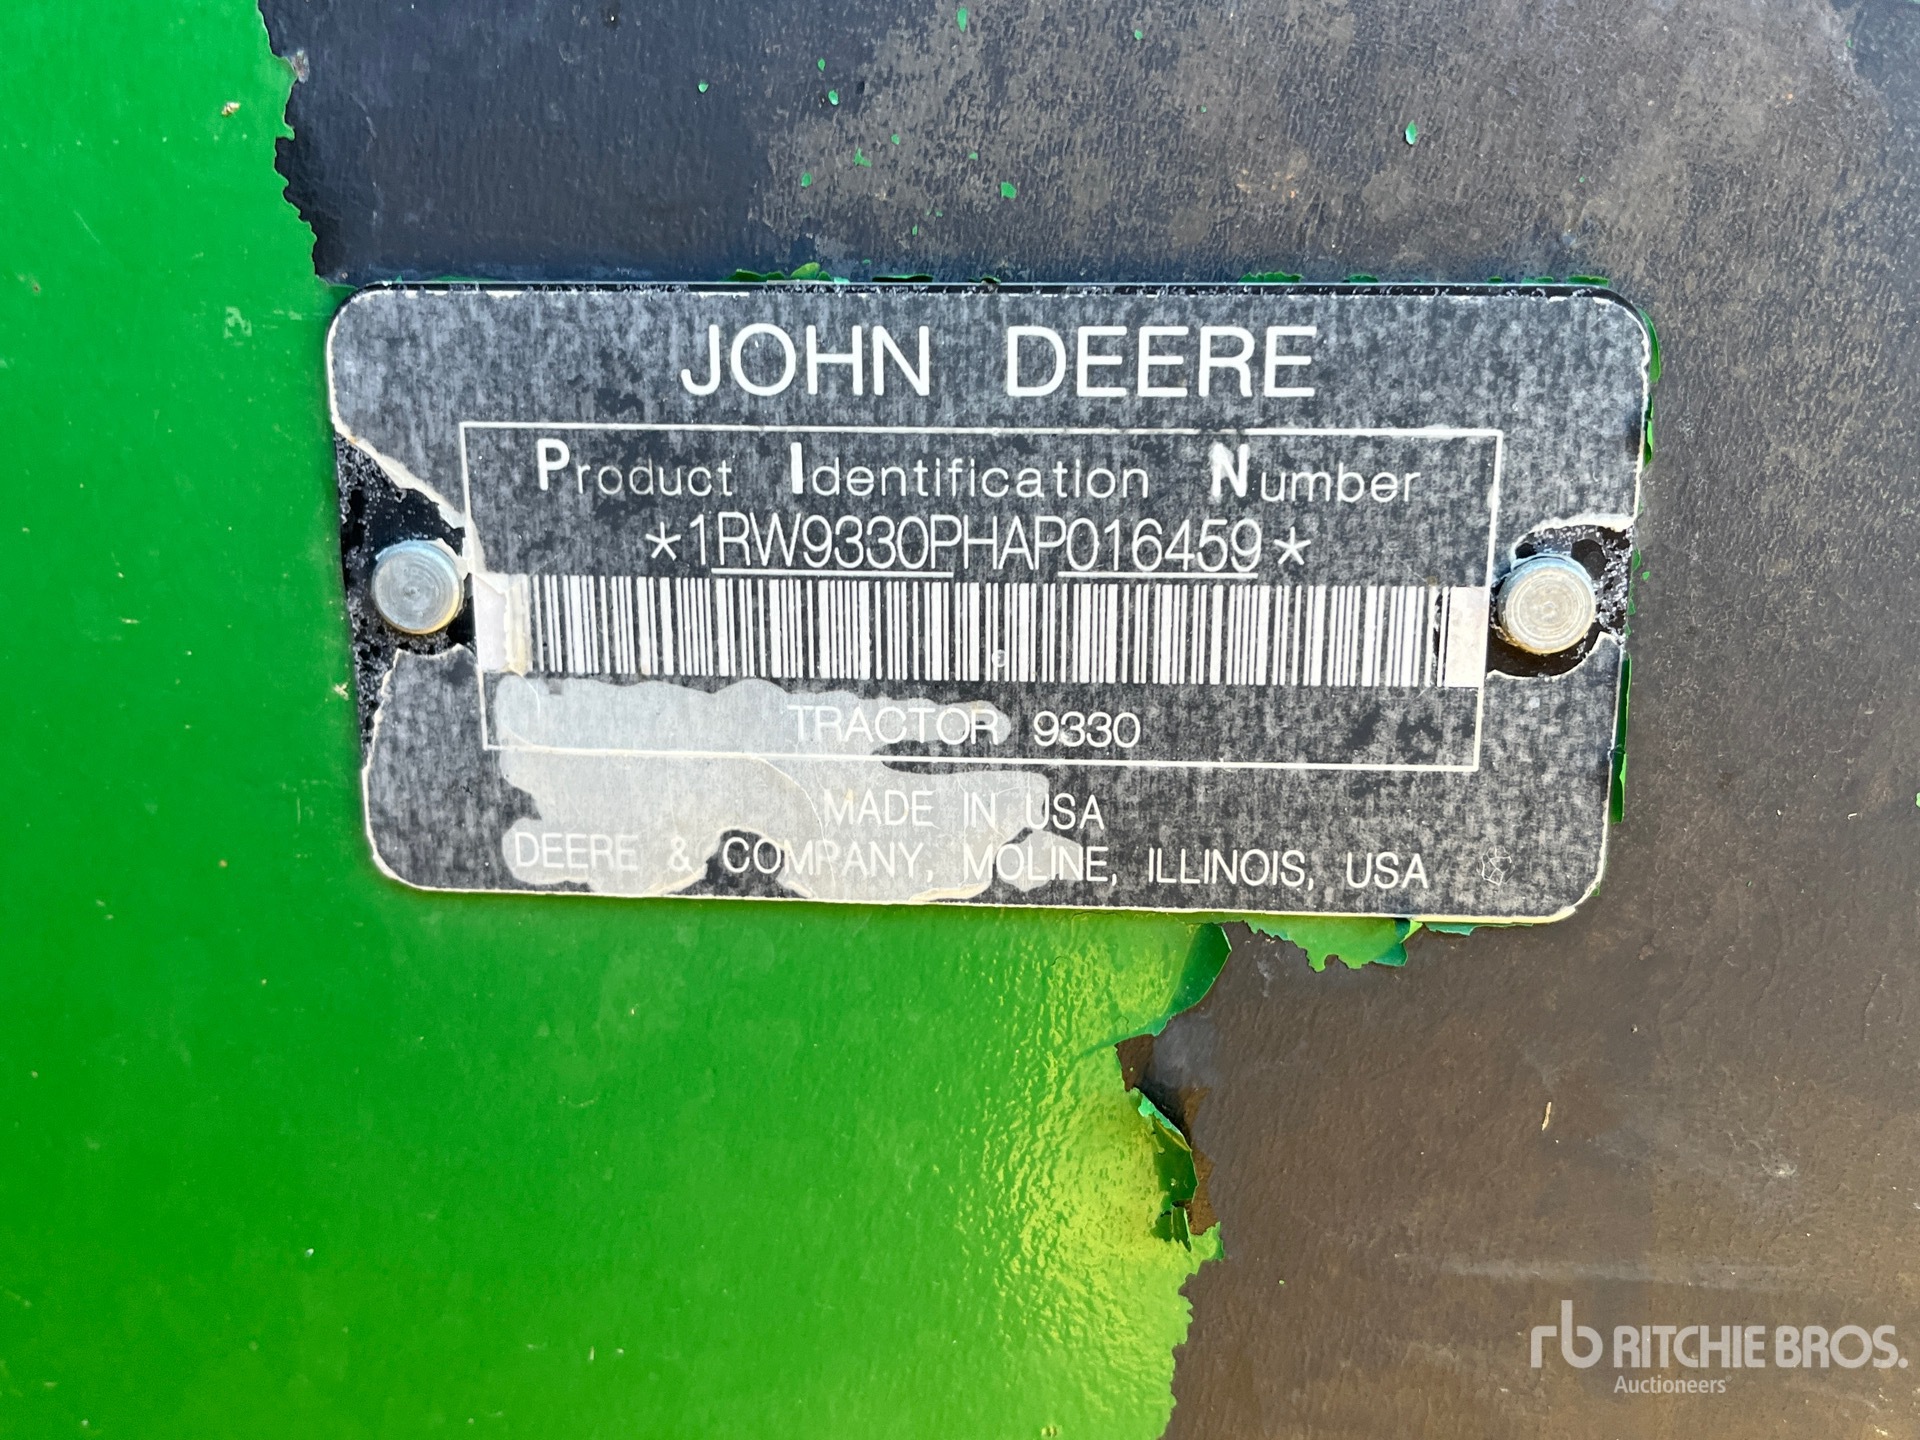 JOHN DEERE
Product Identification Number
*1RW9330PHAP016459*
TRACTOR 9330
MADE IN USA
DEERE & COMPANY, MOLINE, ILLINOIS, USA
rb RITCHIE BROS.
Auctioneers